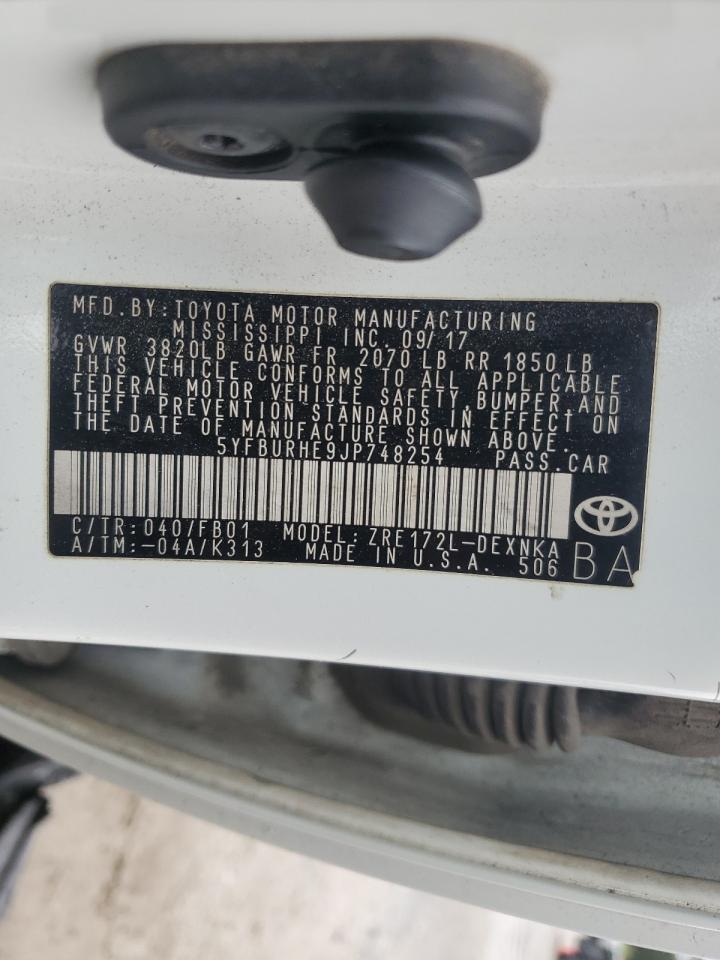 MFD.BY:TOYOTA MOTOR MANUFACTURING
MISSISSIPPI INC.09/17
GVWR 3820LB GAWR FR 2070 LB RR 1850 LB
THIS VEHICLE CONFORMS TO ALL APPLICABLE
FEDERAL MOTOR VEHICLE SAFETY,BUMPER,AND
THEFT PREVENTION STANDARDS IN EFFECT ON
THE DATE OF MANUFACTURE SHOWN ABOVE.
5YFBURHE9JP748254 PASS.CAR
C/TR:040/FB01 MODEL:ZRE172L-DEXNKA
A/TM:-04A/K313 MADE IN U.S.A. 506
BA